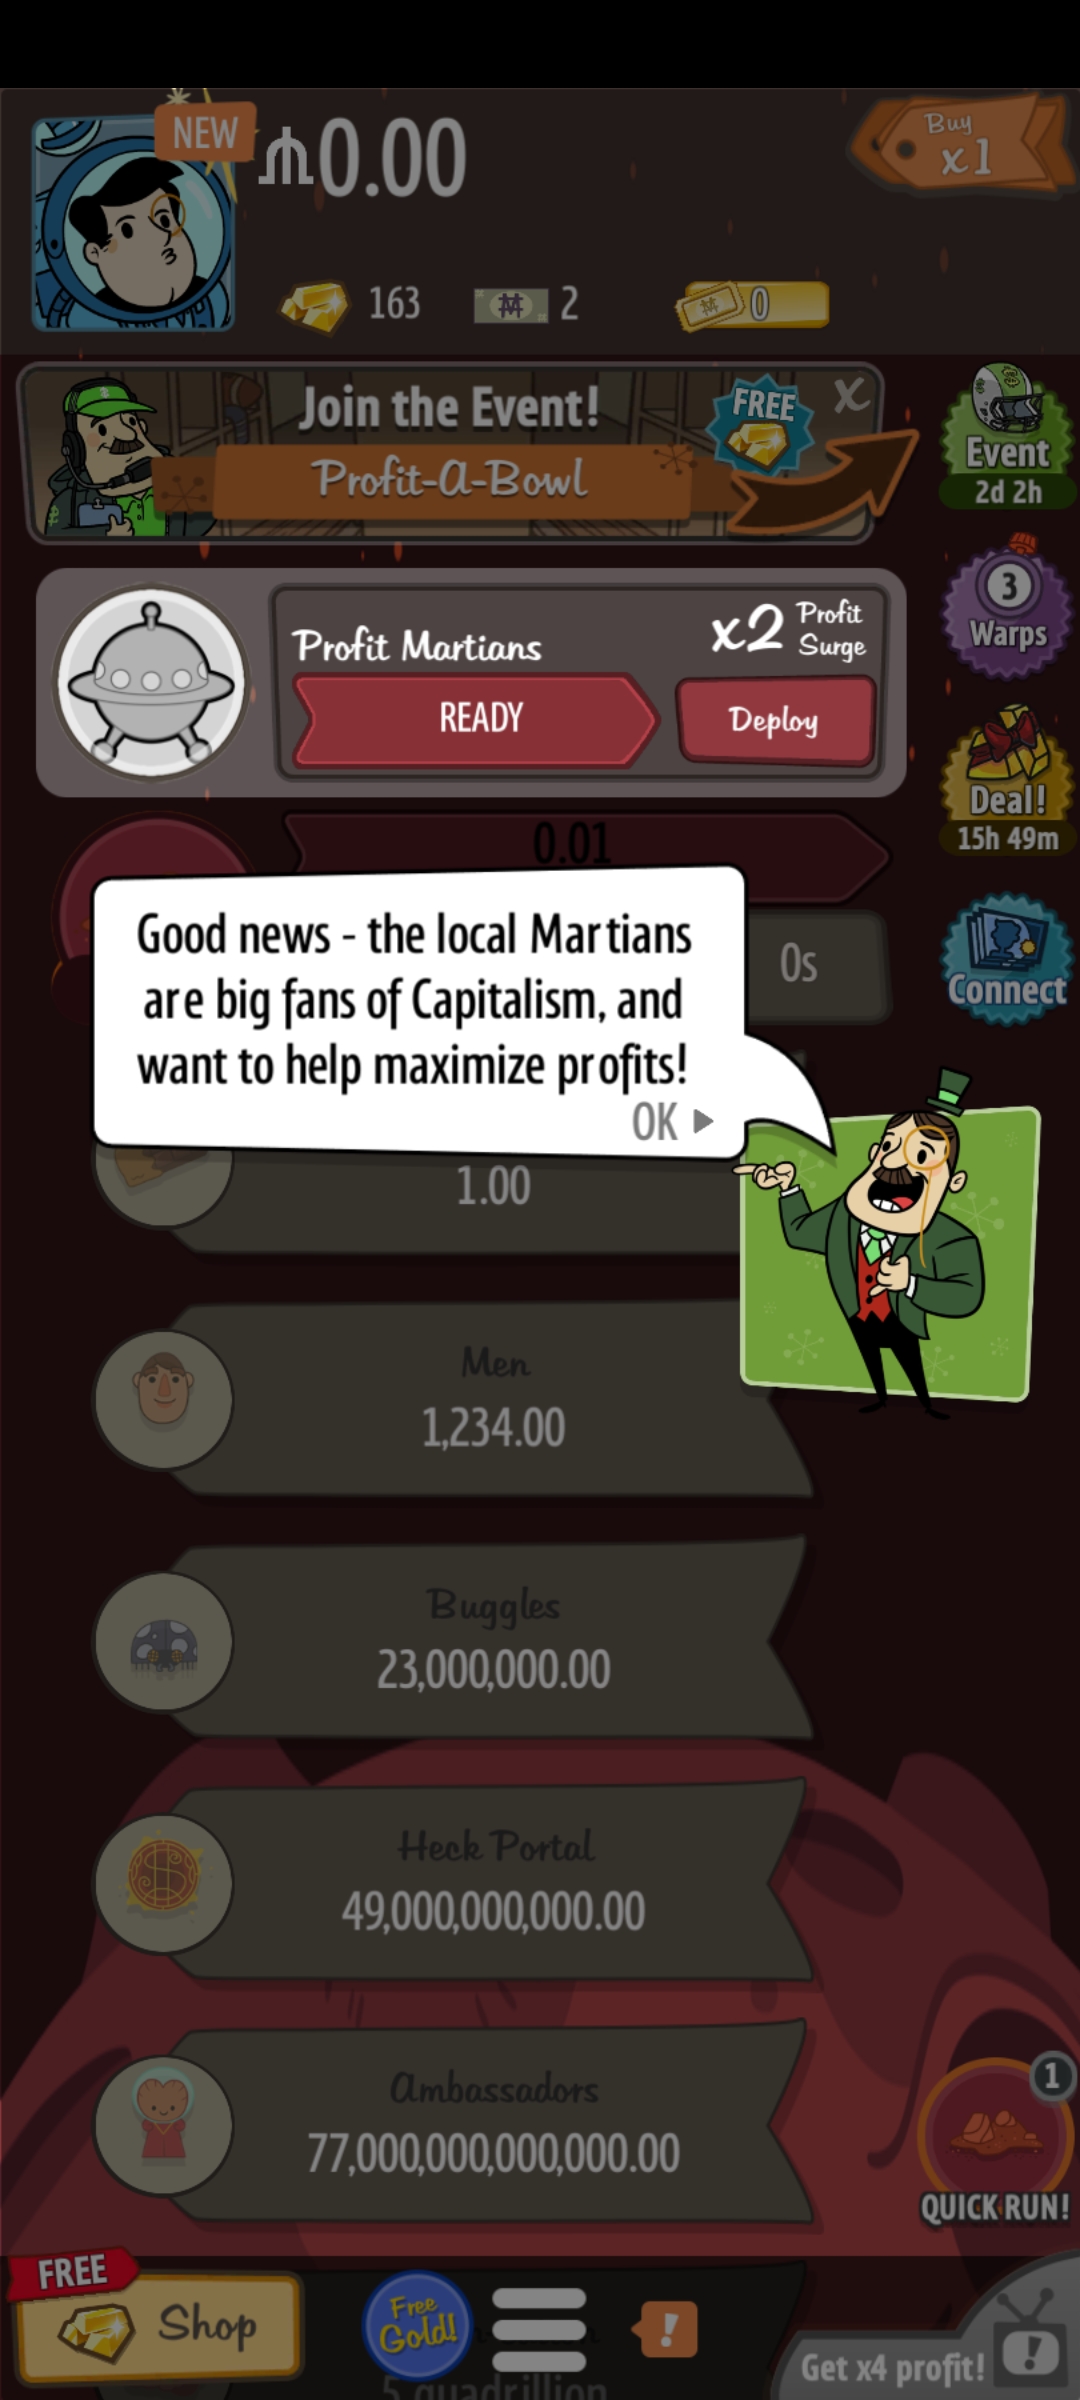 NEW
0.00
Buy
x1
163
2
0
Join the Event!
FREE
X
Profit-A-Bowl
Event
2d 2h
Profit Martians
x2 Profit
Surge
READY
Deploy
3
Warps
Deal!
15h 49m
0.01
0s
Connect
Good news - the local Martians
are big fans of Capitalism, and
want to help maximize profits!
OK
1.00
Men
1,234.00
Buggles
23,000,000.00
Heck Portal
49,000,000,000.00
Ambassadors
77,000,000,000,000.00
1
QUICK RUN!
FREE
Shop
Free
Gold!
!
5 quadrillion
Get x4 profit!
!